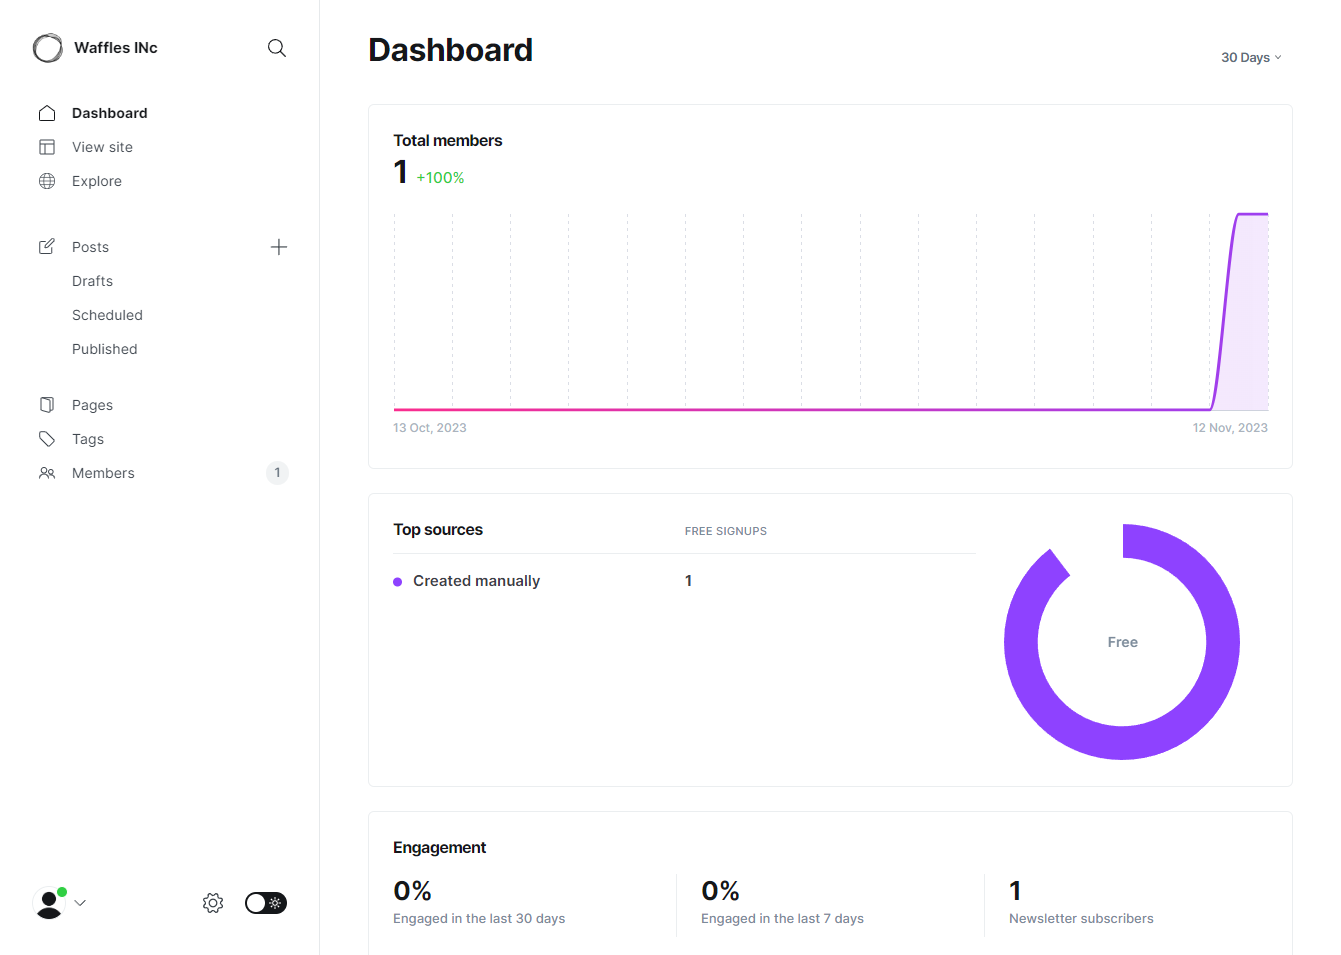 Waffles INc
Dashboard
View site
Explore
Posts
Drafts
Scheduled
Published
Pages
Tags
Members 1
Dashboard
30 Days
Total members
1 +100%
13 Oct, 2023 12 Nov, 2023
Top sources FREE SIGNUPS
Created manually 1
Free
Engagement
0% 0% 1
Engaged in the last 30 days Engaged in the last 7 days Newsletter subscribers